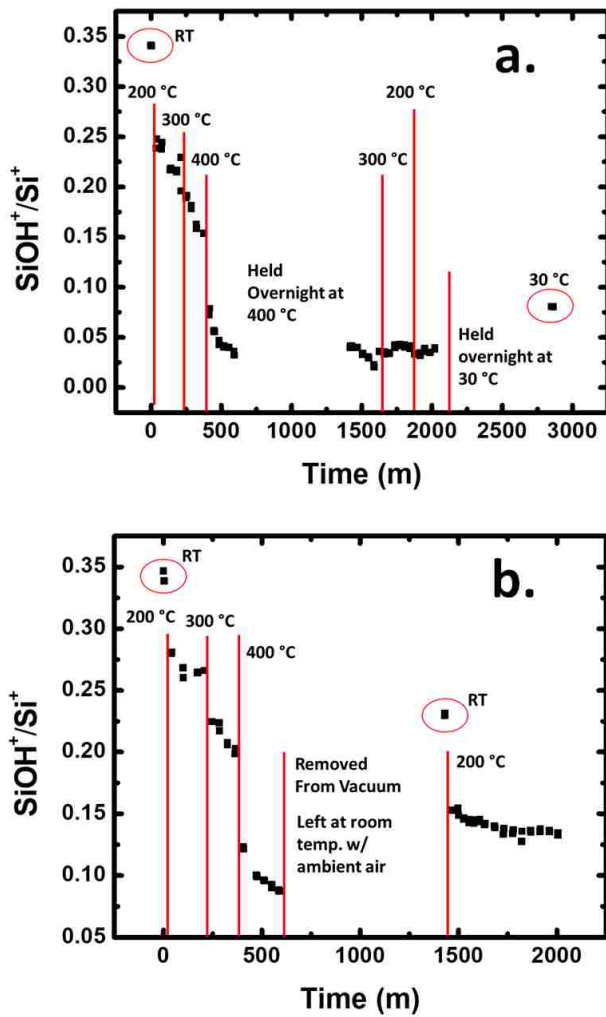 a.
RT
0.35
0.30
200 °C
200 °C
300 °C
0.25
400 °C
300 °C
0.20
SiOH⁺/Si⁺
0.15
0.10
Held
Overnight at
400 °C
30 °C
Held
overnight at
30 °C
0.05
0.00
0 500 1000 1500 2000 2500 3000
Time (m)
b.
RT
0.35
0.30
200 °C
300 °C
400 °C
0.25
RT
SiOH⁺/Si⁺
0.20
200 °C
Removed
From Vacuum
0.15
Left at room
temp. w/
ambient air
0.10
0.05
0 500 1000 1500 2000
Time (m)